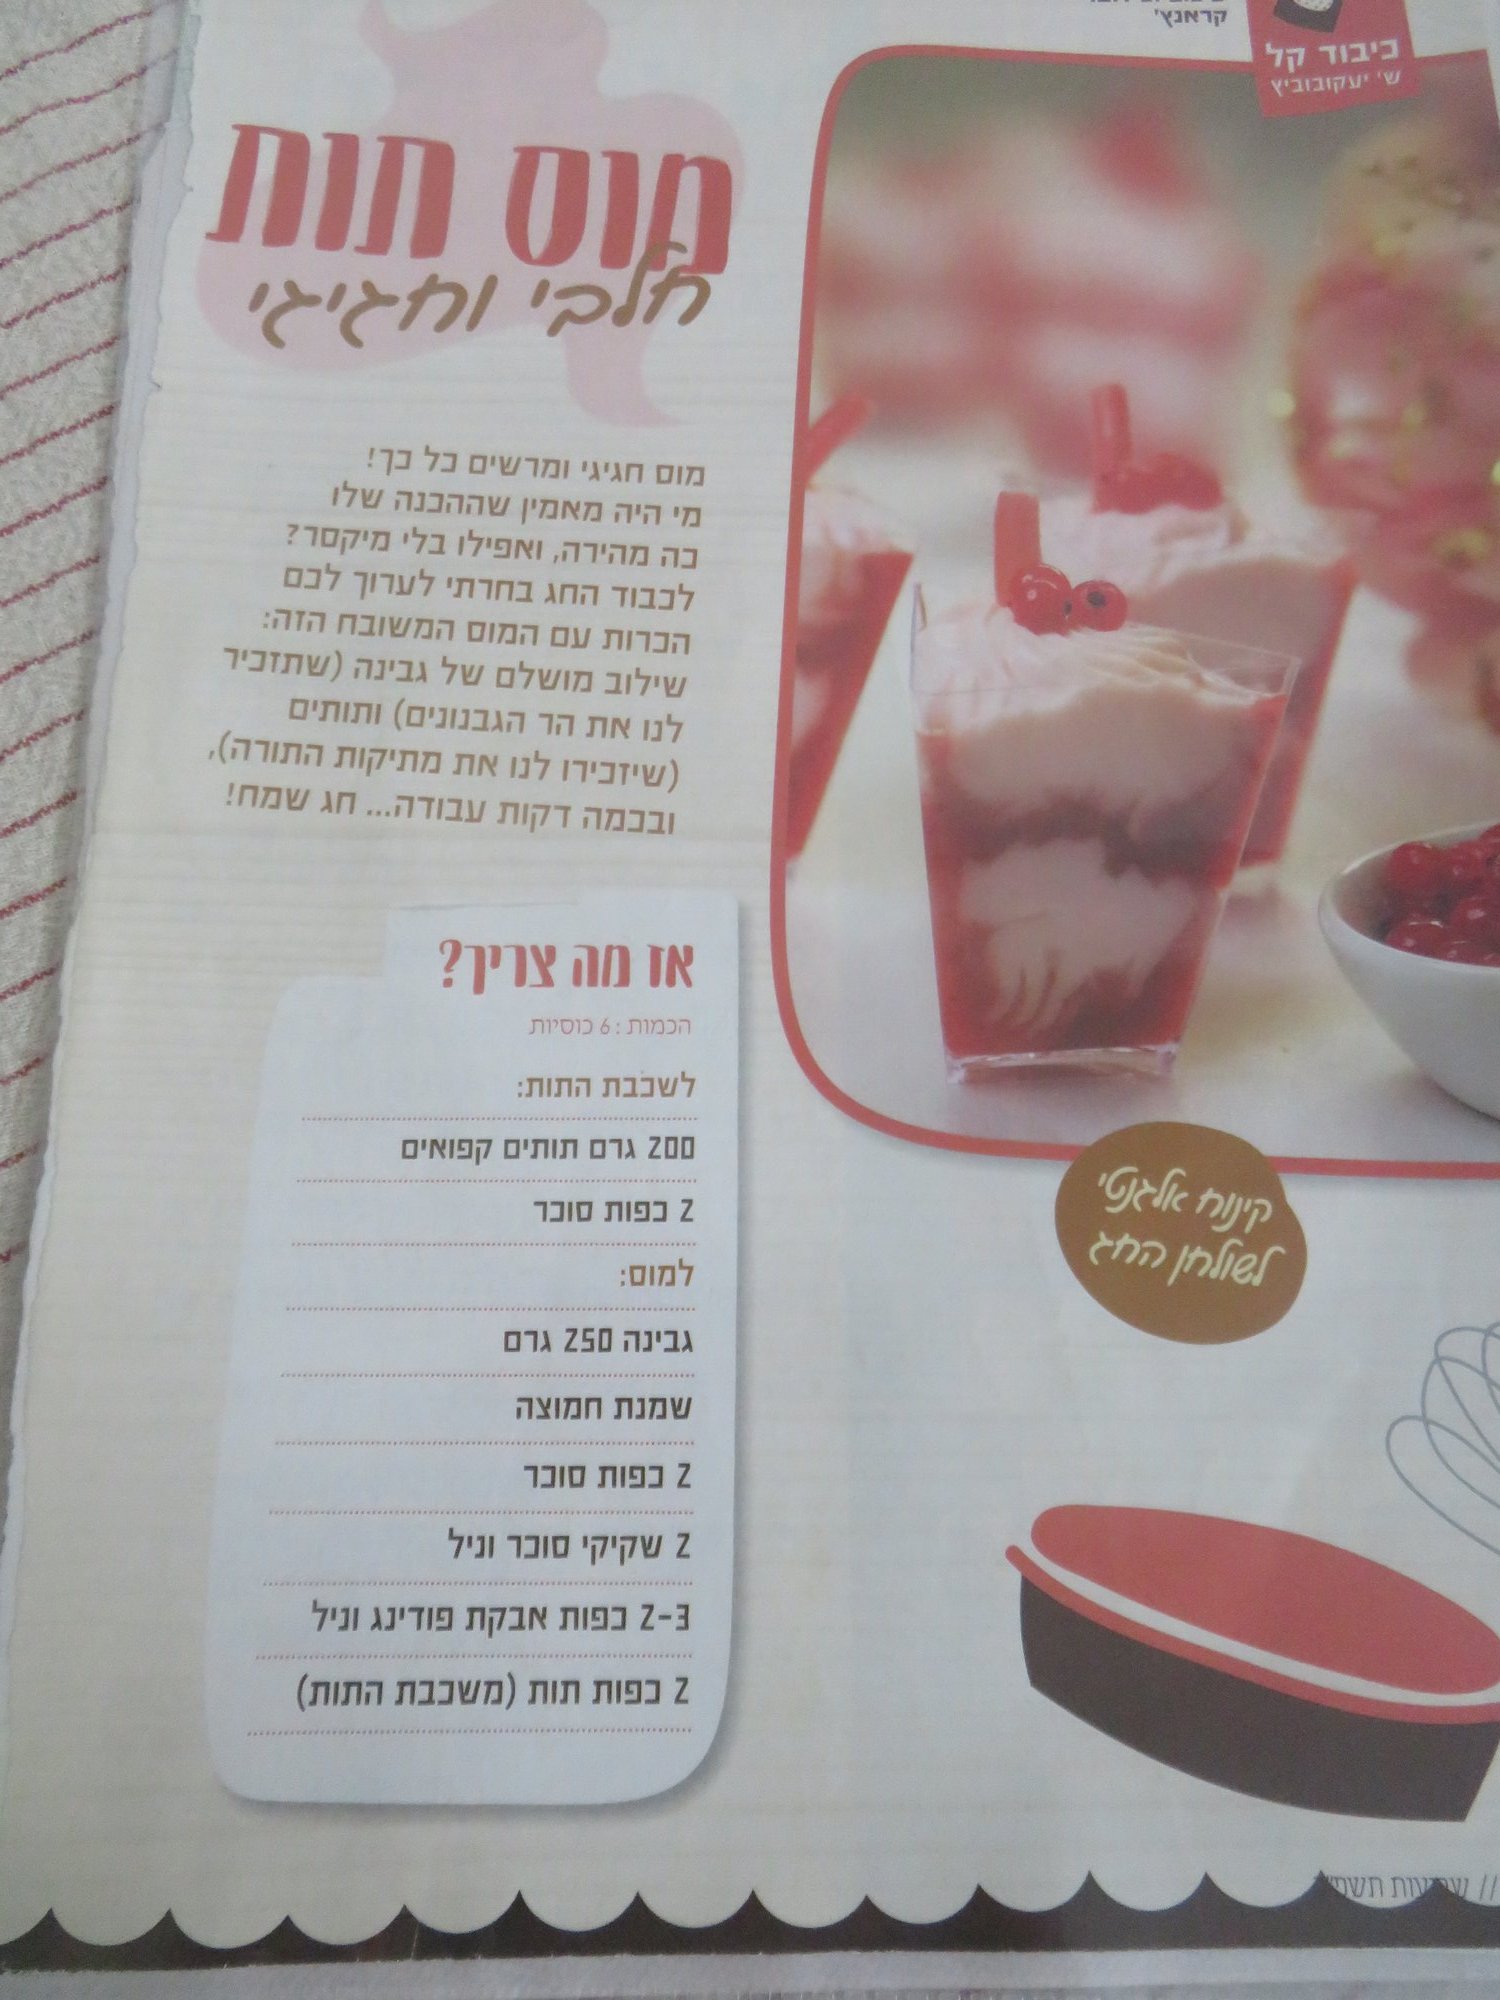 קראנץ'
כיבוד קל
ש' יעקובוביץ
מוס תות
חלבי וחגיגי
מוס חגיגי ומרשים כל כך!
מי היה מאמין שההכנה שלו
כה מהירה, ואפילו בלי מיקסר?
לכבוד החג בחרתי לערוך לכם
הכרות עם המוס המשובח הזה:
שילוב מושלם של גבינה (שתזכיר
לנו את הר הגבנונים) ותותים
(שיזכירו לנו את מתיקות התורה),
ובכמה דקות עבודה... חג שמח!
אז מה צריך?
הכמות: 6 כוסיות
לשכבת התות:
200 גרם תותים קפואים
2 כפות סוכר
למוס:
גבינה 250 גרם
שמנת חמוצה
2 כפות סוכר
2 שקיקי סוכר וניל
2-3 כפות אבקת פודינג וניל
2 כפות תות (משכבת התות)
קינוח אלגנטי
לשולחן החג
//